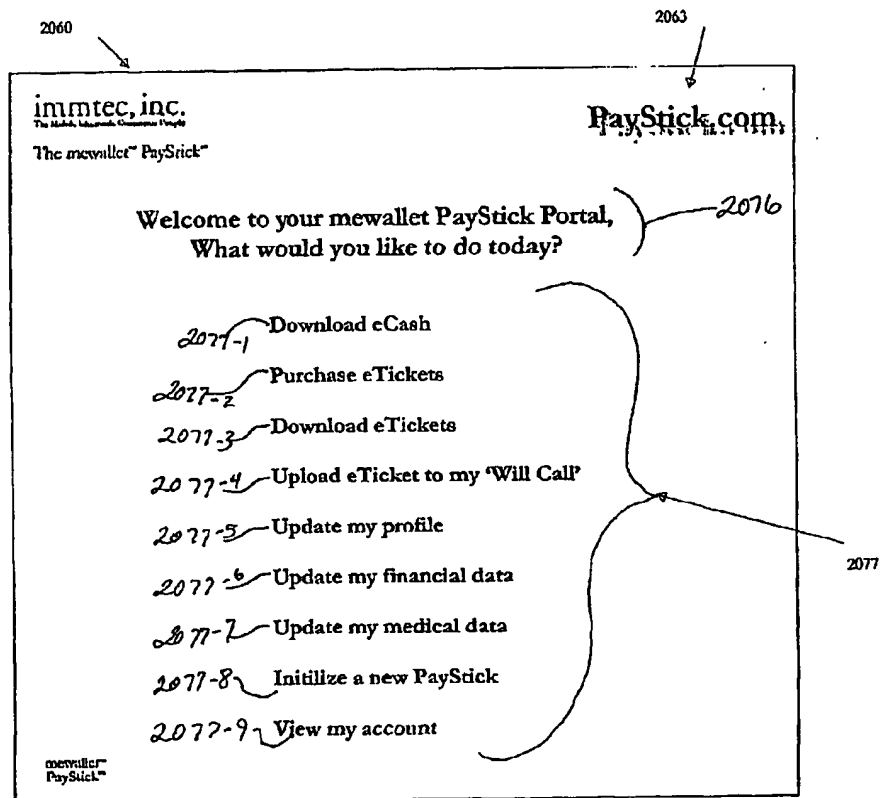 2060
2063
immtec, inc.
PayStick.com
The mewallet™ PayStick™
Welcome to your mewallet PayStick Portal,
What would you like to do today?
2076
2077-1 Download eCash
2077-2 Purchase eTickets
2077-3 Download eTickets
2077-4 Upload eTicket to my 'Will Call'
2077-5 Update my profile
2077
2077-6 Update my financial data
2077-7 Update my medical data
2077-8 Initilize a new PayStick
2077-9 View my account
mewallet™
PayStick™